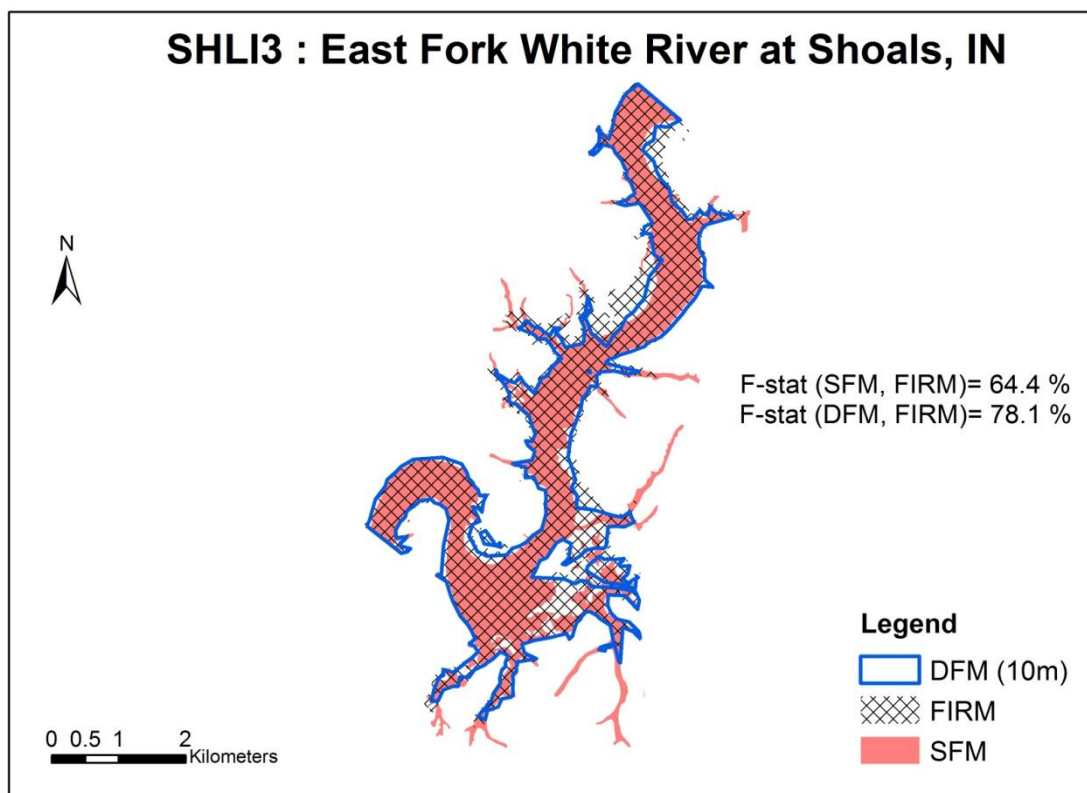 SHLI3 : East Fork White River at Shoals, IN
N
F-stat (SFM, FIRM)= 64.4 %
F-stat (DFM, FIRM)= 78.1 %
Legend
DFM (10m)
FIRM
SFM
0 0.5 1 2
Kilometers